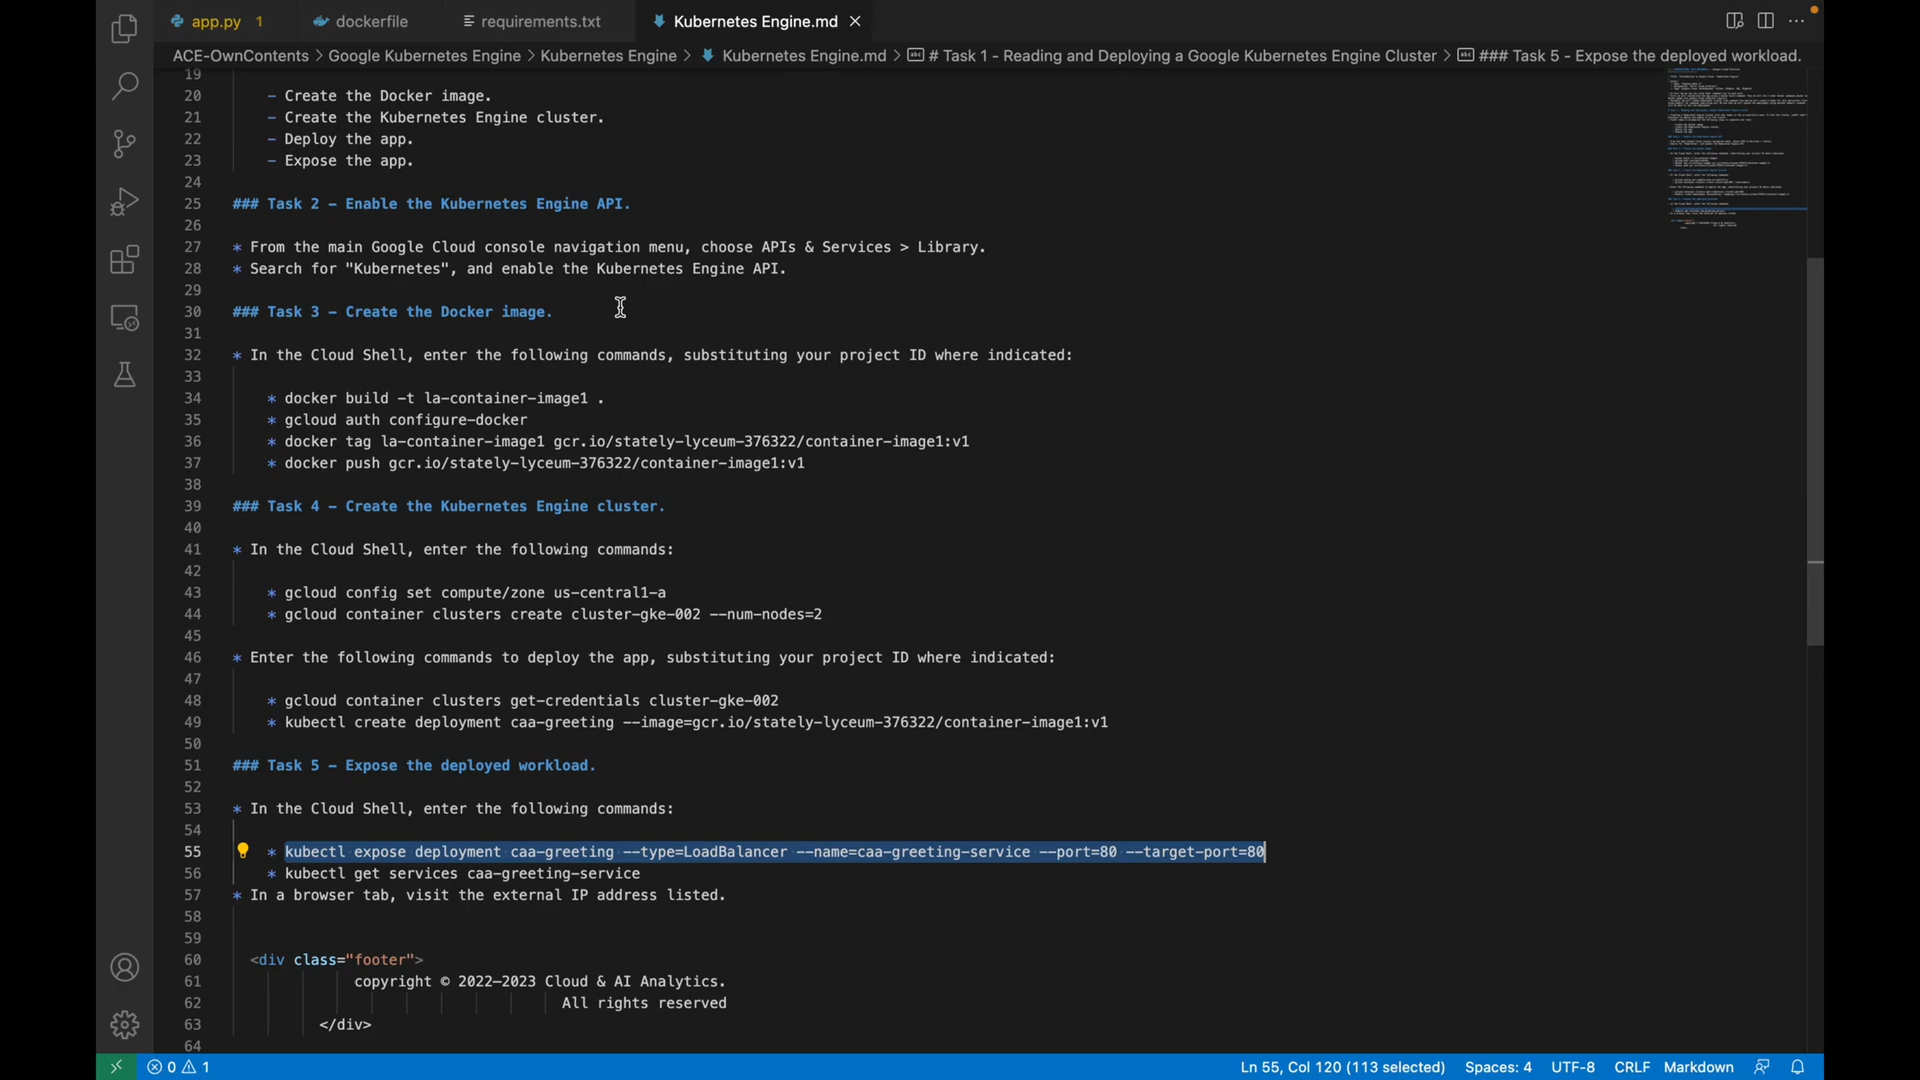 app.py 1 dockerfile requirements.txt Kubernetes Engine.md
ACE-OwnContents > Google Kubernetes Engine > Kubernetes Engine > Kubernetes Engine.md > # Task 1 - Reading and Deploying a Google Kubernetes Engine Cluster > ### Task 5 - Expose the deployed workload.
19
20 - Create the Docker image.
21 - Create the Kubernetes Engine cluster.
22 - Deploy the app.
23 - Expose the app.
24
25 ### Task 2 - Enable the Kubernetes Engine API.
26
27 * From the main Google Cloud console navigation menu, choose APIs & Services > Library.
28 * Search for "Kubernetes", and enable the Kubernetes Engine API.
29
30 ### Task 3 - Create the Docker image.
31
32 * In the Cloud Shell, enter the following commands, substituting your project ID where indicated:
33
34 * docker build -t la-container-image1 .
35 * gcloud auth configure-docker
36 * docker tag la-container-image1 gcr.io/stately-lyceum-376322/container-image1:v1
37 * docker push gcr.io/stately-lyceum-376322/container-image1:v1
38
39 ### Task 4 - Create the Kubernetes Engine cluster.
40
41 * In the Cloud Shell, enter the following commands:
42
43 * gcloud config set compute/zone us-central1-a
44 * gcloud container clusters create cluster-gke-002 --num-nodes=2
45
46 * Enter the following commands to deploy the app, substituting your project ID where indicated:
47
48 * gcloud container clusters get-credentials cluster-gke-002
49 * kubectl create deployment caa-greeting --image=gcr.io/stately-lyceum-376322/container-image1:v1
50
51 ### Task 5 - Expose the deployed workload.
52
53 * In the Cloud Shell, enter the following commands:
54
55 * kubectl expose deployment caa-greeting --type=LoadBalancer --name=caa-greeting-service --port=80 --target-port=80
56 * kubectl get services caa-greeting-service
57 * In a browser tab, visit the external IP address listed.
58
59
60 <div class="footer">
61 copyright © 2022–2023 Cloud & AI Analytics.
62 All rights reserved
63 </div>
64
0 1 Ln 55, Col 120 (113 selected) Spaces: 4 UTF-8 CRLF Markdown